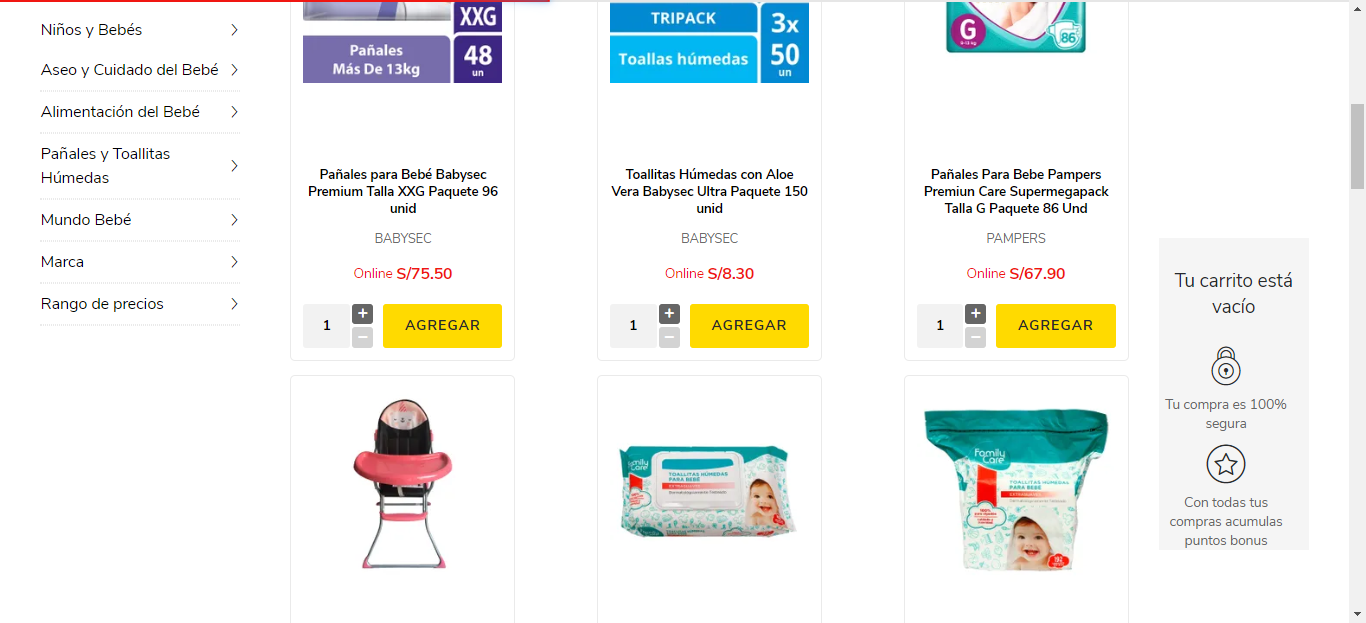 Niños y Bebés
Aseo y Cuidado del Bebé
Alimentación del Bebé
Pañales y Toallitas
Húmedas
Mundo Bebé
Marca
Rango de precios
XXG
Pañales
Más De 13kg
48
un
TRIPACK
3x
Toallas húmedas
50
un
G
86
Pañales para Bebé Babysec
Premium Talla XXG Paquete 96
unid
BABYSEC
Online S/75.50
1
+
−
AGREGAR
Toallitas Húmedas con Aloe
Vera Babysec Ultra Paquete 150
unid
BABYSEC
Online S/8.30
1
+
−
AGREGAR
Pañales Para Bebe Pampers
Premiun Care Supermegapack
Talla G Paquete 86 Und
PAMPERS
Online S/67.90
1
+
−
AGREGAR
Family
Care
TOALLITAS HÚMEDAS
PARA BEBÉ
Family
Care
TOALLITAS HÚMEDAS
PARA BEBÉ
Tu carrito está
vacío
Tu compra es 100%
segura
Con todas tus
compras acumulas
puntos bonus